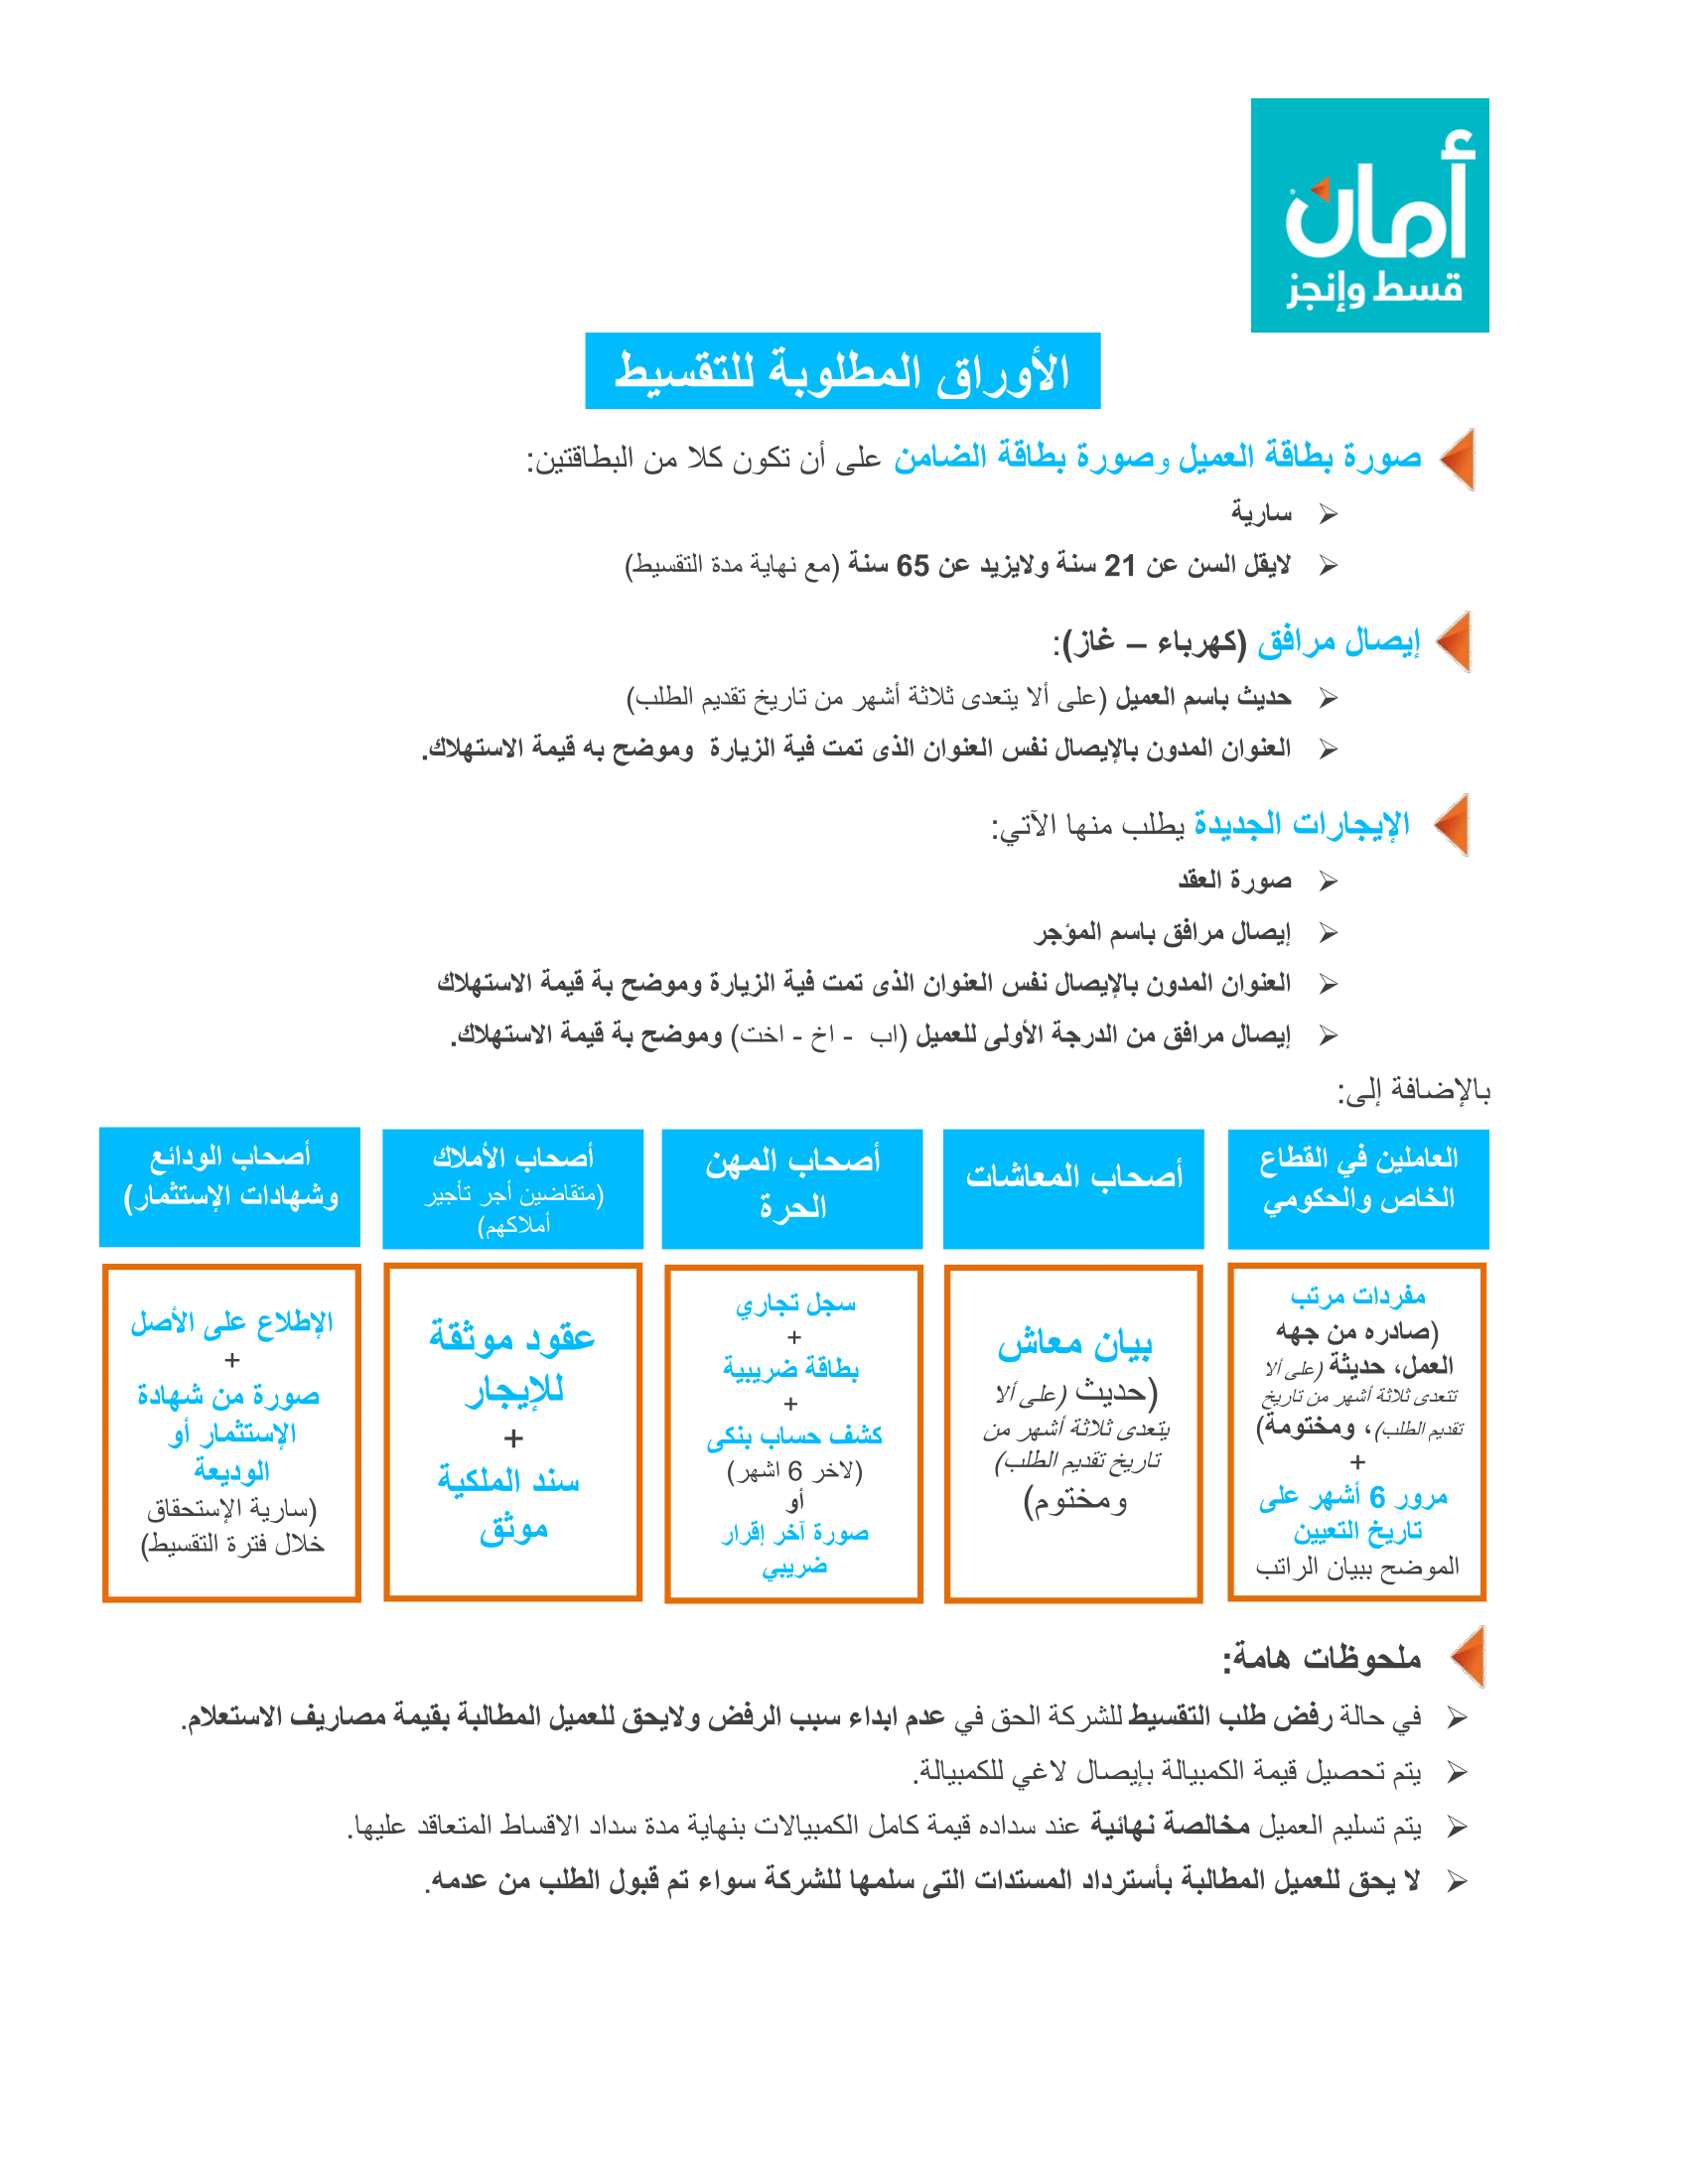 أمان
قسط وإنجز
الأوراق المطلوبة للتقسيط
صورة بطاقة العميل وصورة بطاقة الضامن على أن تكون كلا من البطاقتين:
⮚ سارية
⮚ لايقل السن عن 21 سنة ولايزيد عن 65 سنة (مع نهاية مدة التقسيط)
إيصال مرافق (كهرباء – غاز):
⮚ حديث باسم العميل (على ألا يتعدى ثلاثة أشهر من تاريخ تقديم الطلب)
⮚ العنوان المدون بالإيصال نفس العنوان الذى تمت فية الزيارة وموضح به قيمة الاستهلاك.
الإيجارات الجديدة يطلب منها الآتي:
⮚ صورة العقد
⮚ إيصال مرافق باسم المؤجر
⮚ العنوان المدون بالإيصال نفس العنوان الذى تمت فية الزيارة وموضح بة قيمة الاستهلاك
⮚ إيصال مرافق من الدرجة الأولى للعميل (اب - اخ - اخت) وموضح بة قيمة الاستهلاك.
بالإضافة إلى:
العاملين في القطاع
الخاص والحكومي
مفردات مرتب
(صادره من جهه
العمل، حديثة (على ألا
تتعدى ثلاثة أشهر من تاريخ
تقديم الطلب)، ومختومة)
+
مرور 6 أشهر على
تاريخ التعيين
الموضح ببيان الراتب
أصحاب المعاشات
بيان معاش
(حديث (على ألا
يتعدى ثلاثة أشهر من
تاريخ تقديم الطلب)
ومختوم)
أصحاب المهن
الحرة
سجل تجاري
+
بطاقة ضريبية
+
كشف حساب بنكى
(لاخر 6 اشهر)
أو
صورة آخر إقرار
ضريبي
أصحاب الأملاك
(متقاضين أجر تأجير
أملاكهم)
عقود موثقة
للإيجار
+
سند الملكية
موثق
أصحاب الودائع
وشهادات الإستثمار)
الإطلاع على الأصل
+
صورة من شهادة
الإستثمار أو
الوديعة
(سارية الإستحقاق
خلال فترة التقسيط)
ملحوظات هامة:
⮚ في حالة رفض طلب التقسيط للشركة الحق في عدم ابداء سبب الرفض ولايحق للعميل المطالبة بقيمة مصاريف الاستعلام.
⮚ يتم تحصيل قيمة الكمبيالة بإيصال لاغي للكمبيالة.
⮚ يتم تسليم العميل مخالصة نهائية عند سداده قيمة كامل الكمبيالات بنهاية مدة سداد الاقساط المتعاقد عليها.
⮚ لا يحق للعميل المطالبة بأسترداد المستدات التى سلمها للشركة سواء تم قبول الطلب من عدمه.